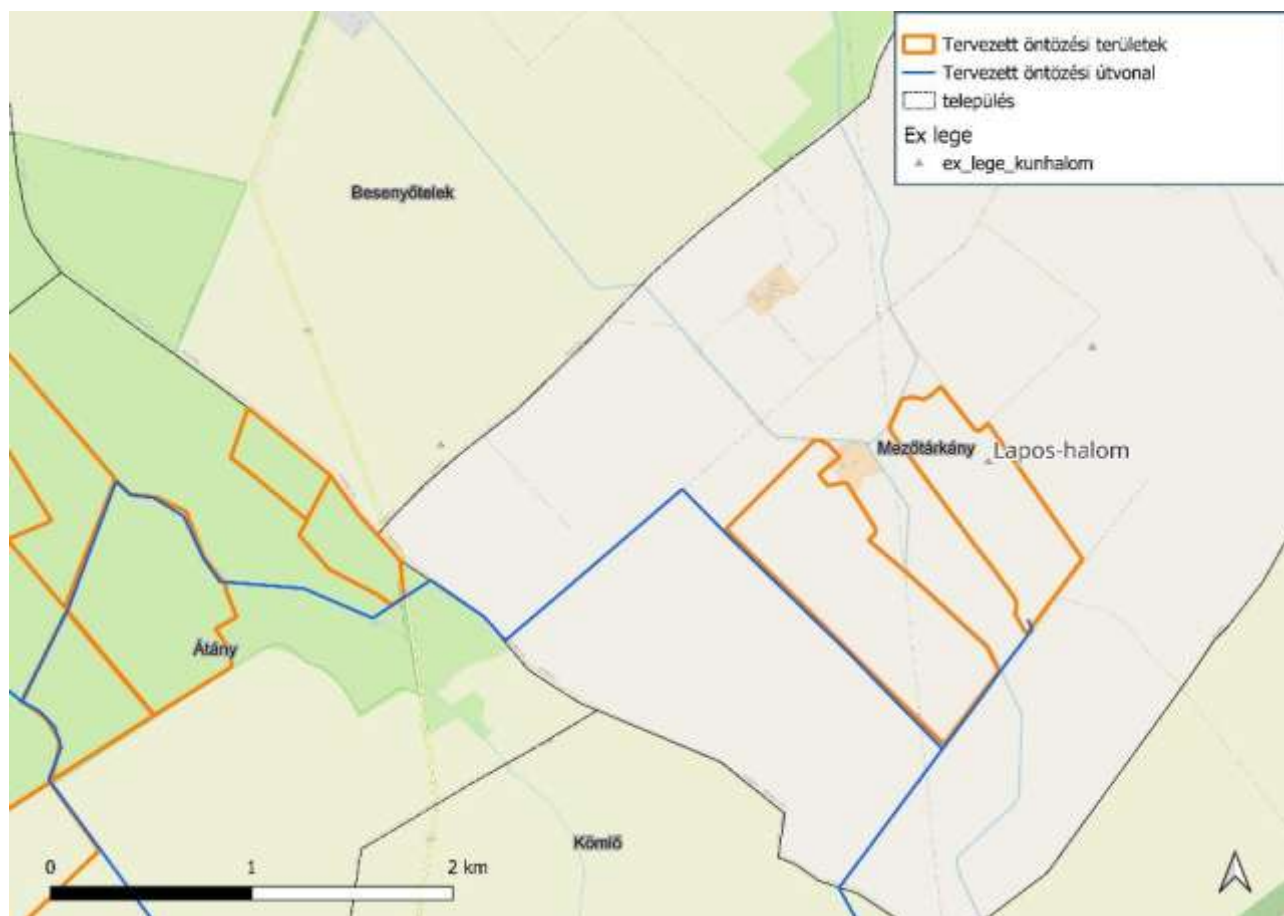 Tervezett öntözési területek
Tervezett öntözési útvonal
település
Ex lege
ex_lege_kunhalom
Besenyőtelek
Mezőtárkány
Lapos-halom
Átány
Kömlő
0 1 2 km